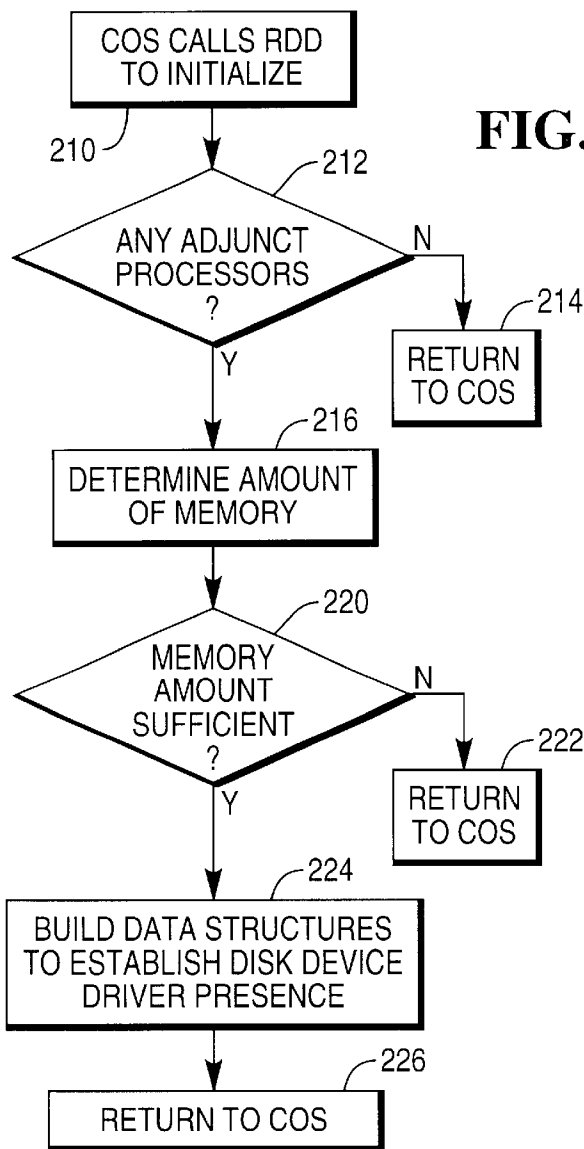 COS CALLS RDD
TO INITIALIZE
210
FIG.
212
ANY ADJUNCT
PROCESSORS
?
N
Y
214
RETURN
TO COS
216
DETERMINE AMOUNT
OF MEMORY
220
MEMORY
AMOUNT
SUFFICIENT
?
N
Y
222
RETURN
TO COS
224
BUILD DATA STRUCTURES
TO ESTABLISH DISK DEVICE
DRIVER PRESENCE
226
RETURN TO COS